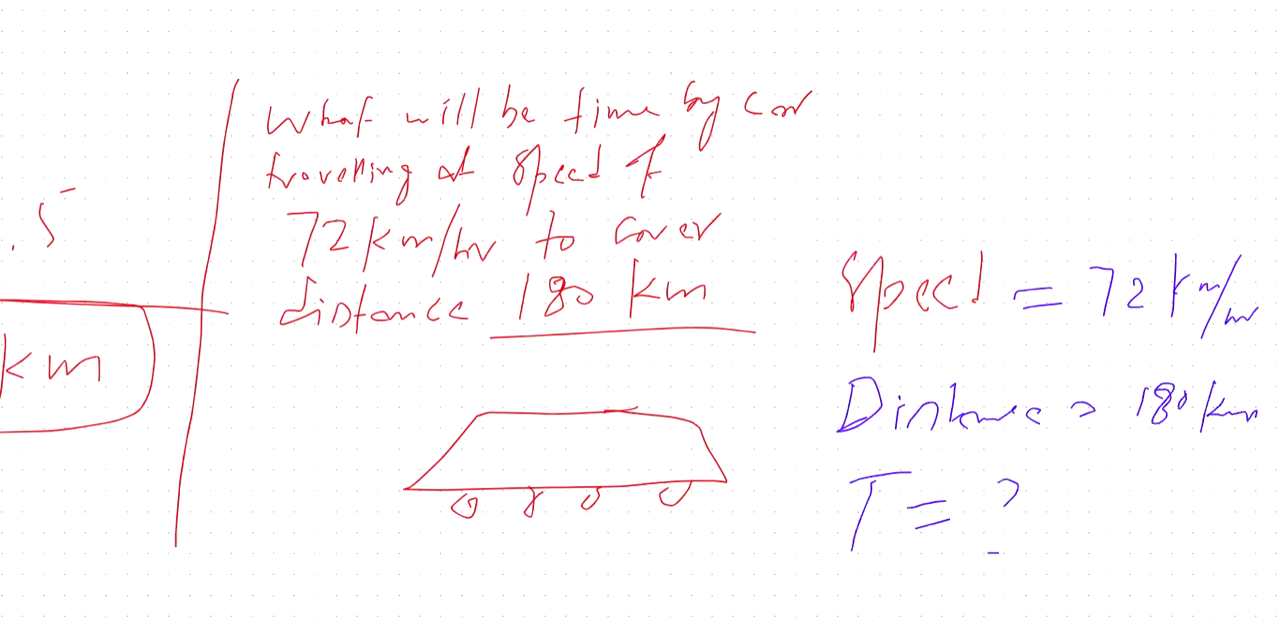 .5
km
What will be time by car
travelling at speed of
72 km/hr to cover
distance 180 km
Speed = 72 km/hr
Distance = 180 km
T = ?